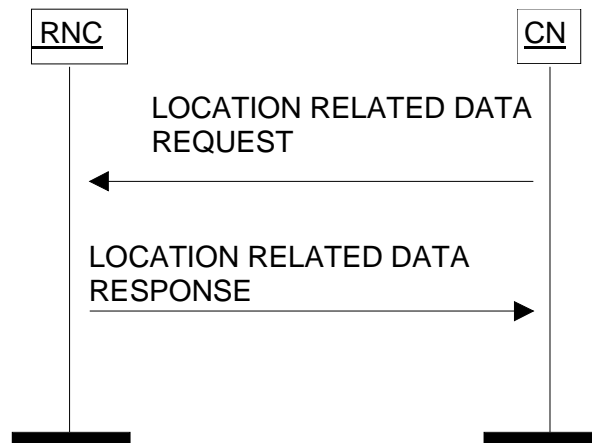 RNC
CN
LOCATION RELATED DATA
REQUEST
LOCATION RELATED DATA
RESPONSE